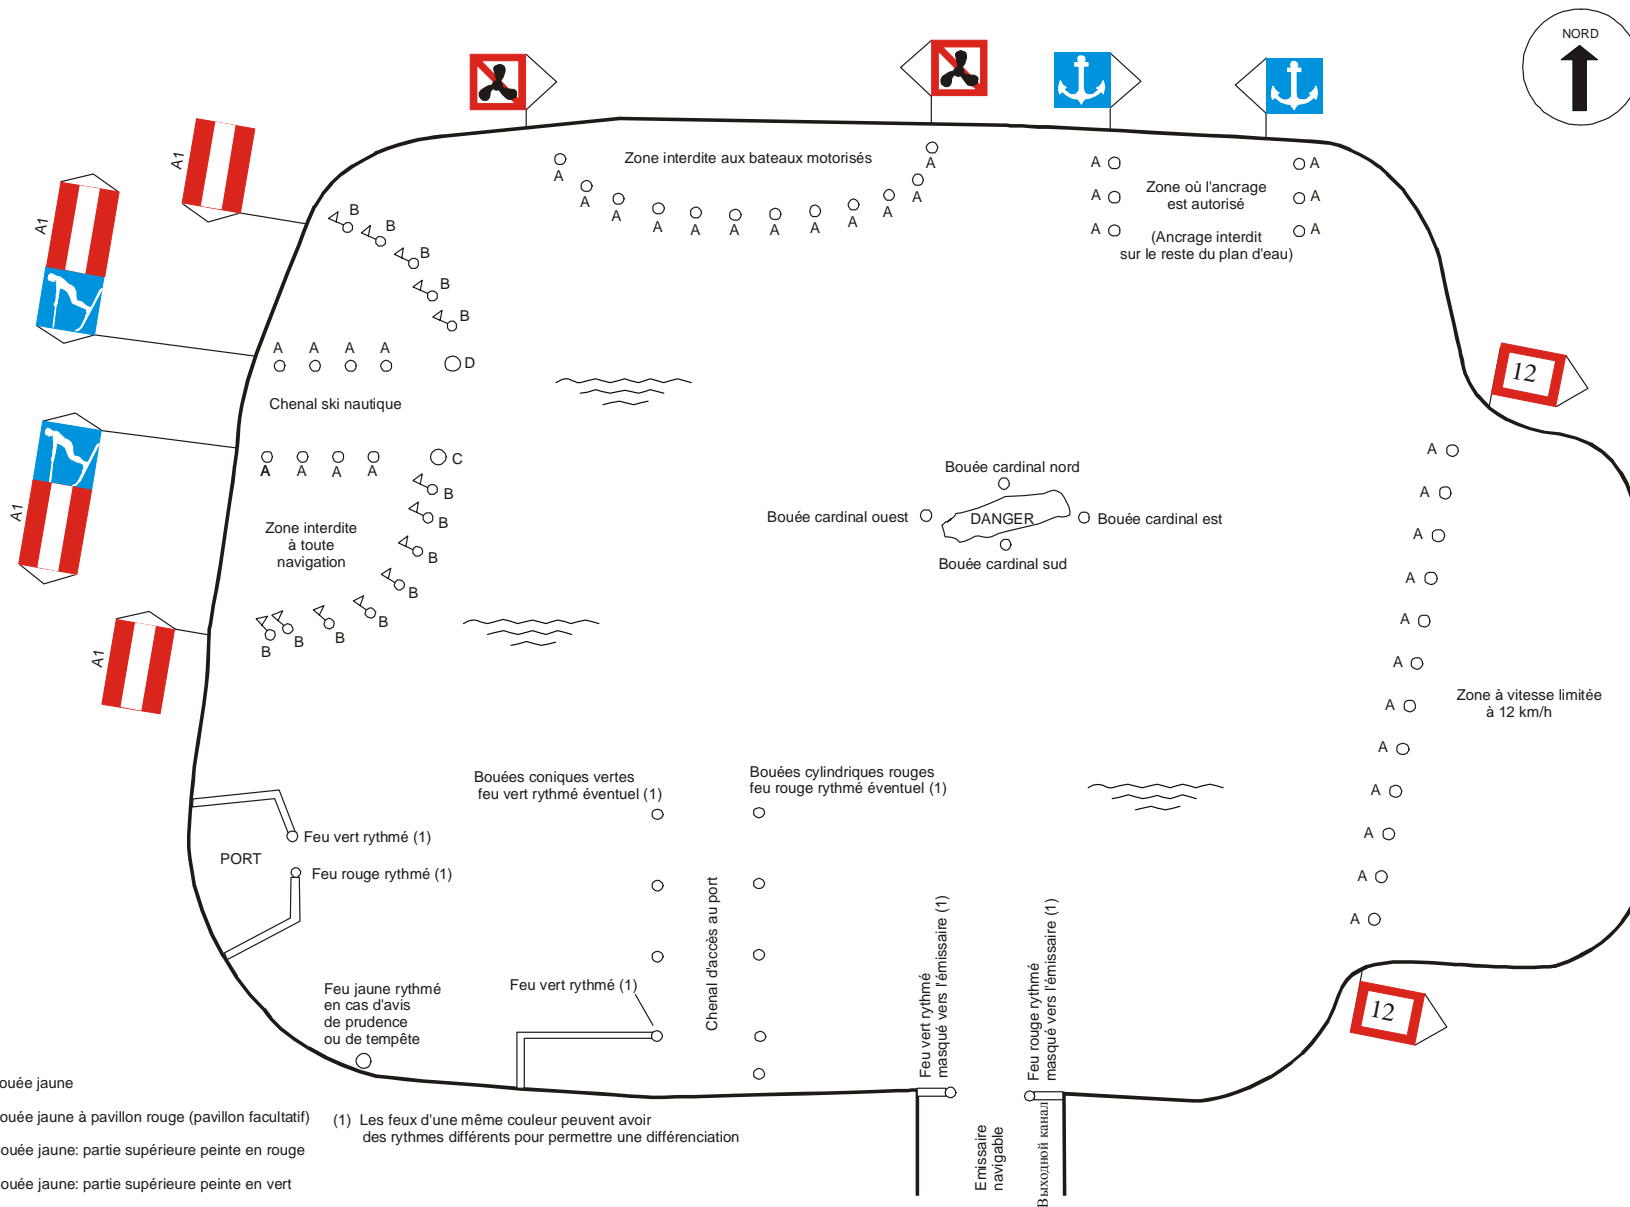 NORD
A1
A1
A1
A1
12
12
Zone interdite aux bateaux motorisés
A
A
A
A
A
A
A
A
A
A
A
A
Zone où l'ancrage
est autorisé
(Ancrage interdit
sur le reste du plan d'eau)
A
A
A
A
A
A
B
B
B
B
B
A A A A
D
Chenal ski nautique
C
A A A A
B
B
B
B
B
B
B
B
Zone interdite
à toute
navigation
Bouée cardinal nord
Bouée cardinal ouest
DANGER
Bouée cardinal est
Bouée cardinal sud
A
A
A
A
A
A
A
A
A
A
A
A
Zone à vitesse limitée
à 12 km/h
Bouées coniques vertes
feu vert rythmé éventuel (1)
Bouées cylindriques rouges
feu rouge rythmé éventuel (1)
Feu vert rythmé (1)
PORT
Feu rouge rythmé (1)
Chenal d'accès au port
Feu vert rythmé (1)
Feu jaune rythmé
en cas d'avis
de prudence
ou de tempête
Feu vert rythmé
masqué vers l'émissaire (1)
Feu rouge rythmé
masqué vers l'émissaire (1)
Emissaire
navigable
Выходной канал
ouée jaune
ouée jaune à pavillon rouge (pavillon facultatif)
ouée jaune: partie supérieure peinte en rouge
ouée jaune: partie supérieure peinte en vert
(1) Les feux d'une même couleur peuvent avoir
des rythmes différents pour permettre une différenciation